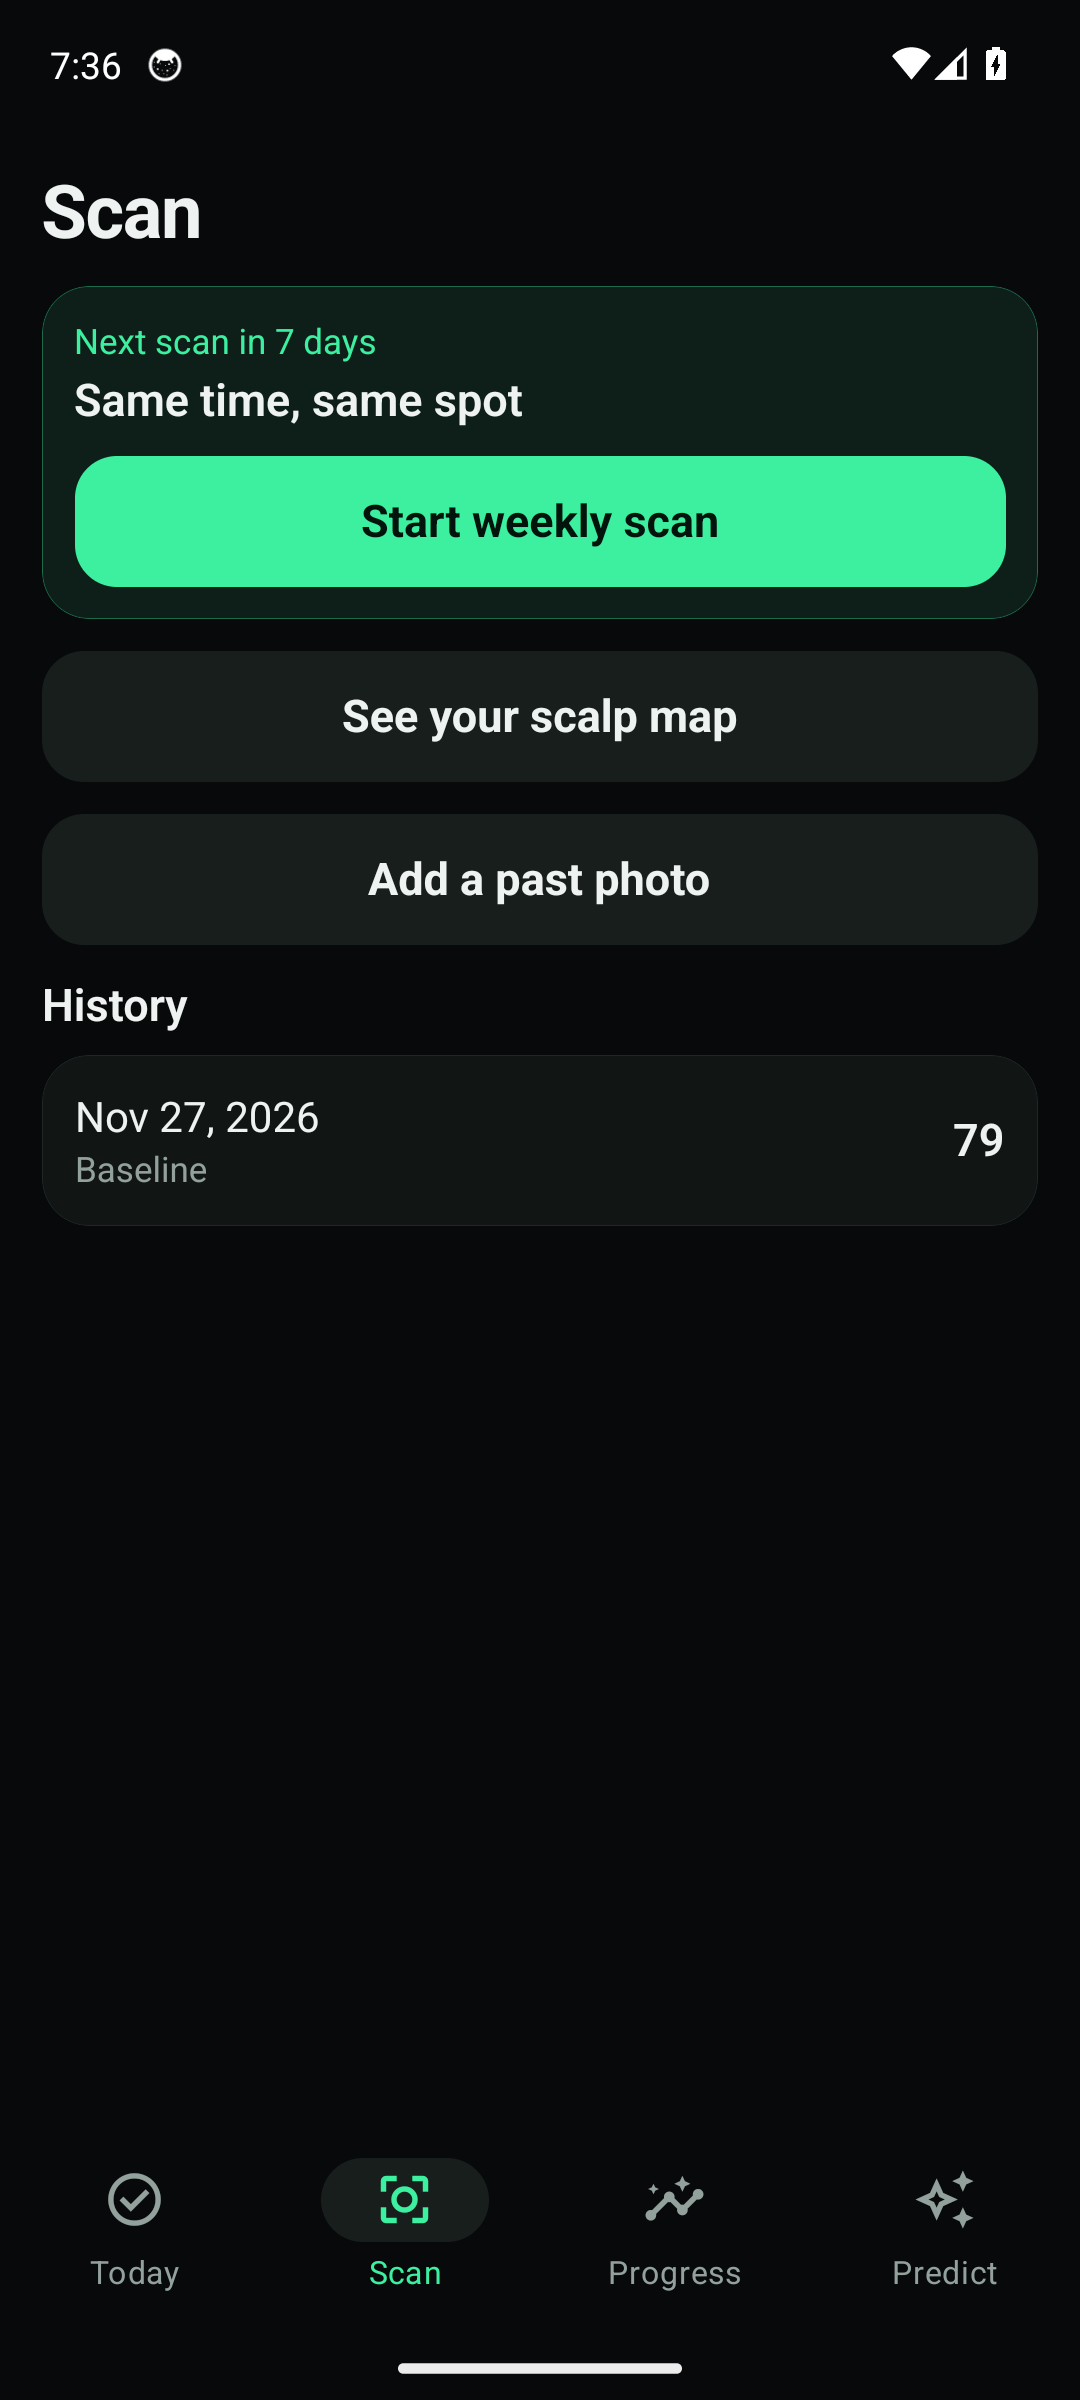 7:36
Scan
Next scan in 7 days
Same time, same spot
Start weekly scan
See your scalp map
Add a past photo
History
Nov 27, 2026
Baseline
79
Today
Scan
Progress
Predict